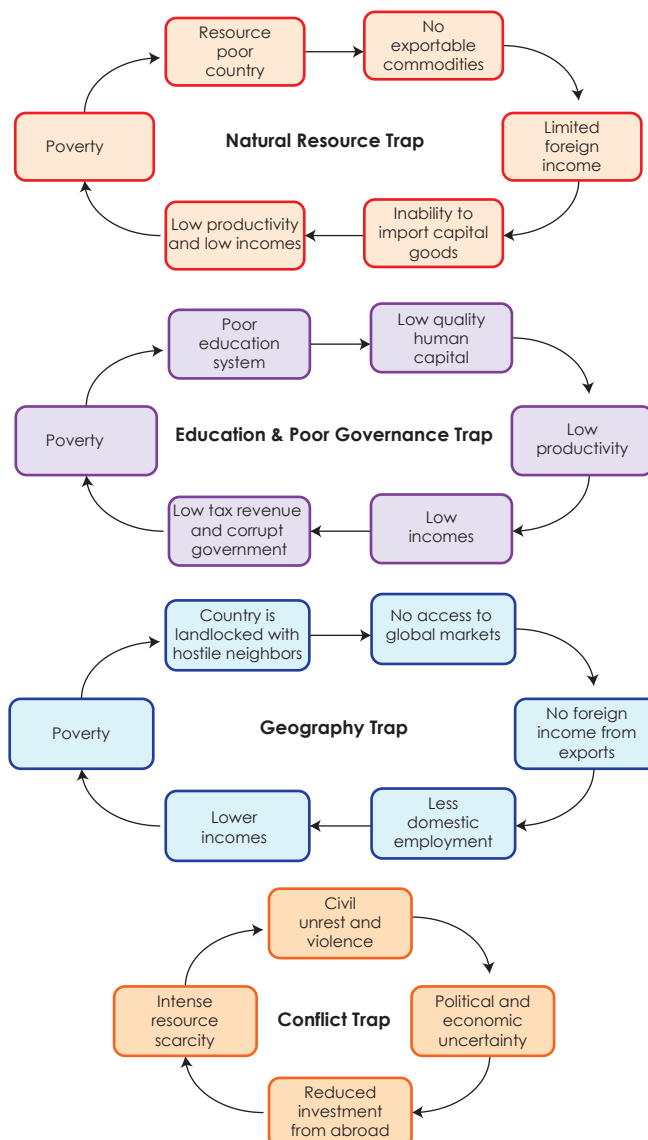 Resource
poor
country
No
exportable
commodities
Poverty
Natural Resource Trap
Limited
foreign
income
Low productivity
and low incomes
Inability to
import capital
goods
Poor
education
system
Low quality
human
capital
Poverty
Education & Poor Governance Trap
Low
productivity
Low tax revenue
and corrupt
government
Low
incomes
Country is
landlocked with
hostile neighbors
No access to
global markets
Poverty
Geography Trap
No foreign
income from
exports
Lower
incomes
Less
domestic
employment
Civil
unrest and
violence
Intense
resource
scarcity
Conflict Trap
Political and
economic
uncertainty
Reduced
investment
from abroad